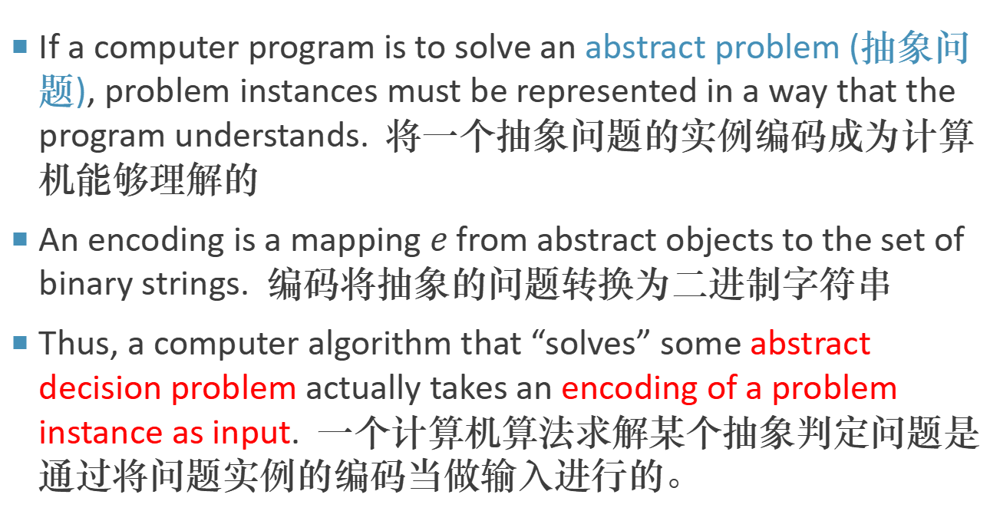 If a computer program is to solve an abstract problem (抽象问
题), problem instances must be represented in a way that the
program understands. 将一个抽象问题的实例编码成为计算
机能够理解的
An encoding is a mapping e from abstract objects to the set of
binary strings. 编码将抽象的问题转换为二进制字符串
Thus, a computer algorithm that “solves” some abstract
decision problem actually takes an encoding of a problem
instance as input. 一个计算机算法求解某个抽象判定问题是
通过将问题实例的编码当做输入进行的。